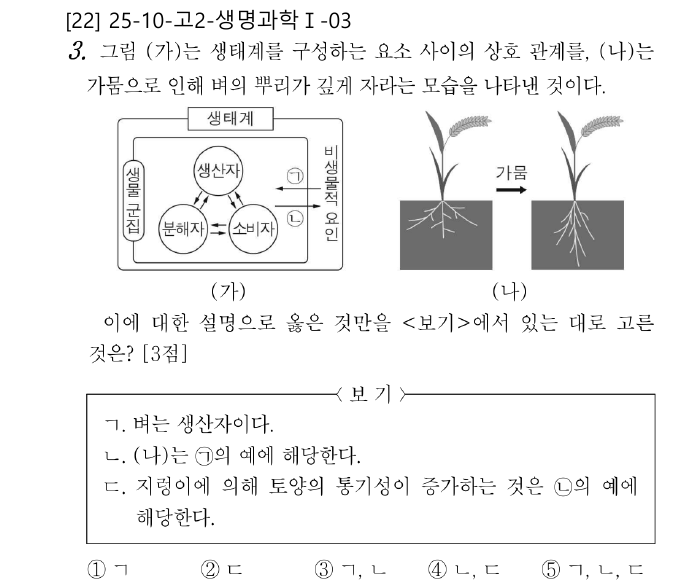 [22] 25-10-고2-생명과학 I -03
3. 그림 (가)는 생태계를 구성하는 요소 사이의 상호 관계를, (나)는
가뭄으로 인해 벼의 뿌리가 깊게 자라는 모습을 나타낸 것이다.
생태계
생물 군집
생산자
분해자
소비자
㉠
㉡
비생물적 요인
(가)
가뭄
(나)
이에 대한 설명으로 옳은 것만을 <보기>에서 있는 대로 고른
것은? [3점]
< 보 기 >
ㄱ. 벼는 생산자이다.
ㄴ. (나)는 ㉠의 예에 해당한다.
ㄷ. 지렁이에 의해 토양의 통기성이 증가하는 것은 ㉡의 예에
해당한다.
① ㄱ ② ㄷ ③ ㄱ, ㄴ ④ ㄴ, ㄷ ⑤ ㄱ, ㄴ, ㄷ